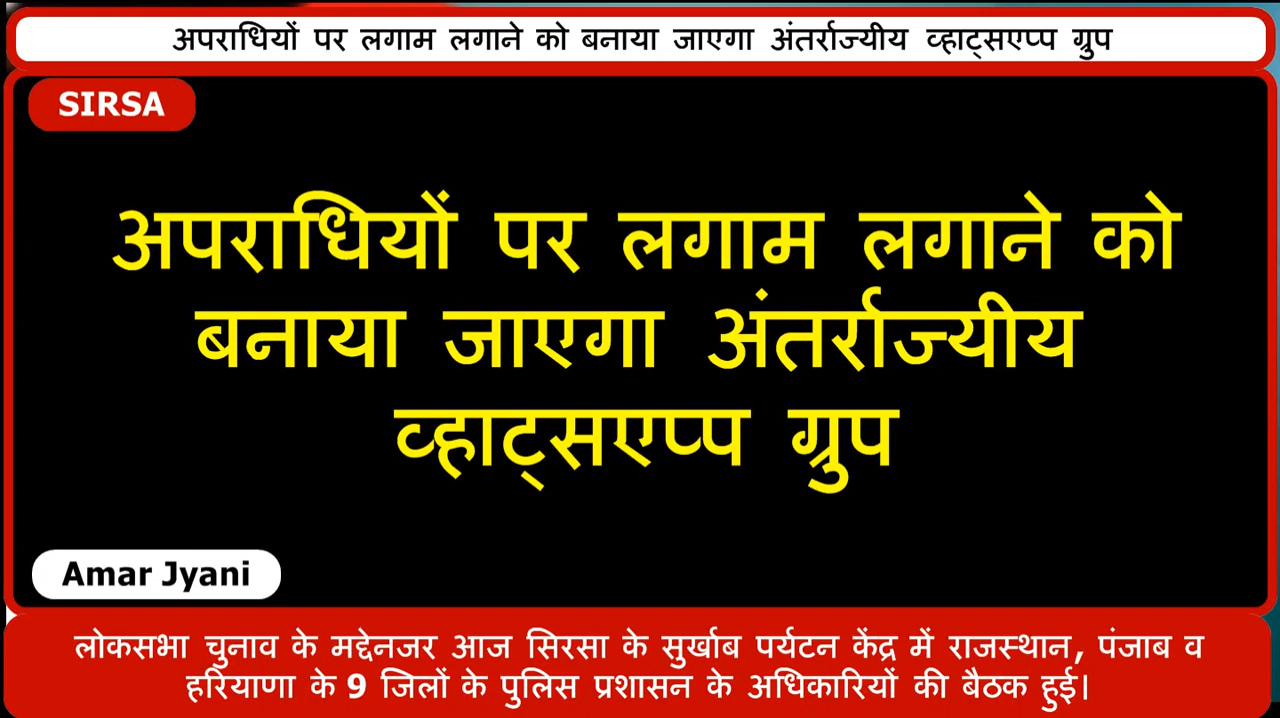 अपराधियों पर लगाम लगाने को बनाया जाएगा अंतर्राज्यीय व्हाट्सएप्प ग्रुप
SIRSA
अपराधियों पर लगाम लगाने को
बनाया जाएगा अंतर्राज्यीय
व्हाट्सएप्प ग्रुप
Amar Jyani
लोकसभा चुनाव के मद्देनजर आज सिरसा के सुर्खाब पर्यटन केंद्र में राजस्थान, पंजाब व
हरियाणा के 9 जिलों के पुलिस प्रशासन के अधिकारियों की बैठक हुई।